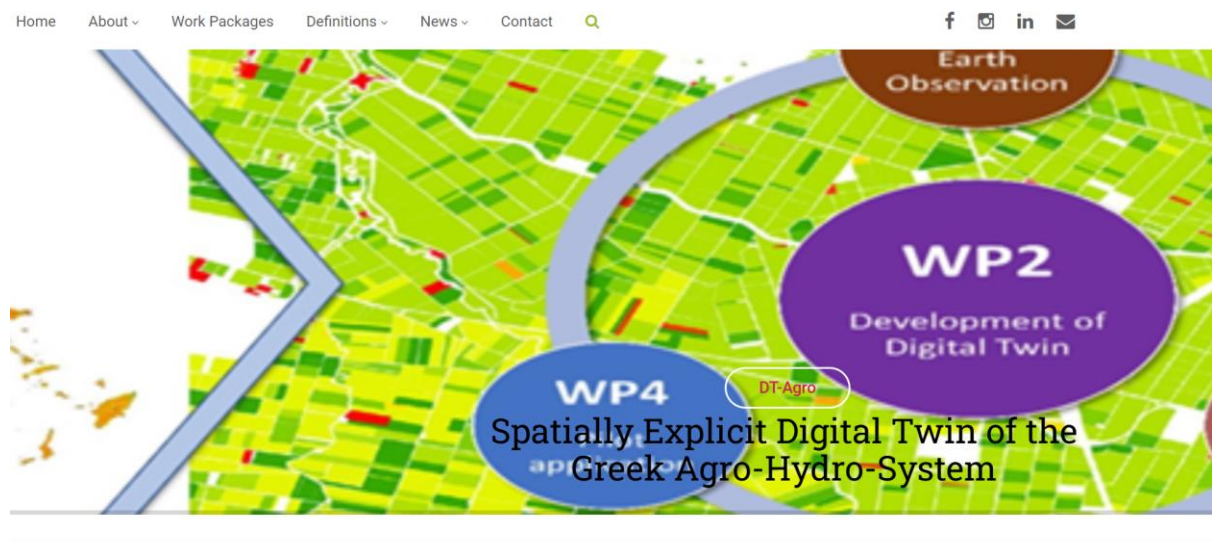 Home About Work Packages Definitions News Contact
Earth
Observation
WP2
Development of
Digital Twin
WP4
DT-Agro
Spatially Explicit Digital Twin of the
application
Greek Agro-Hydro-System